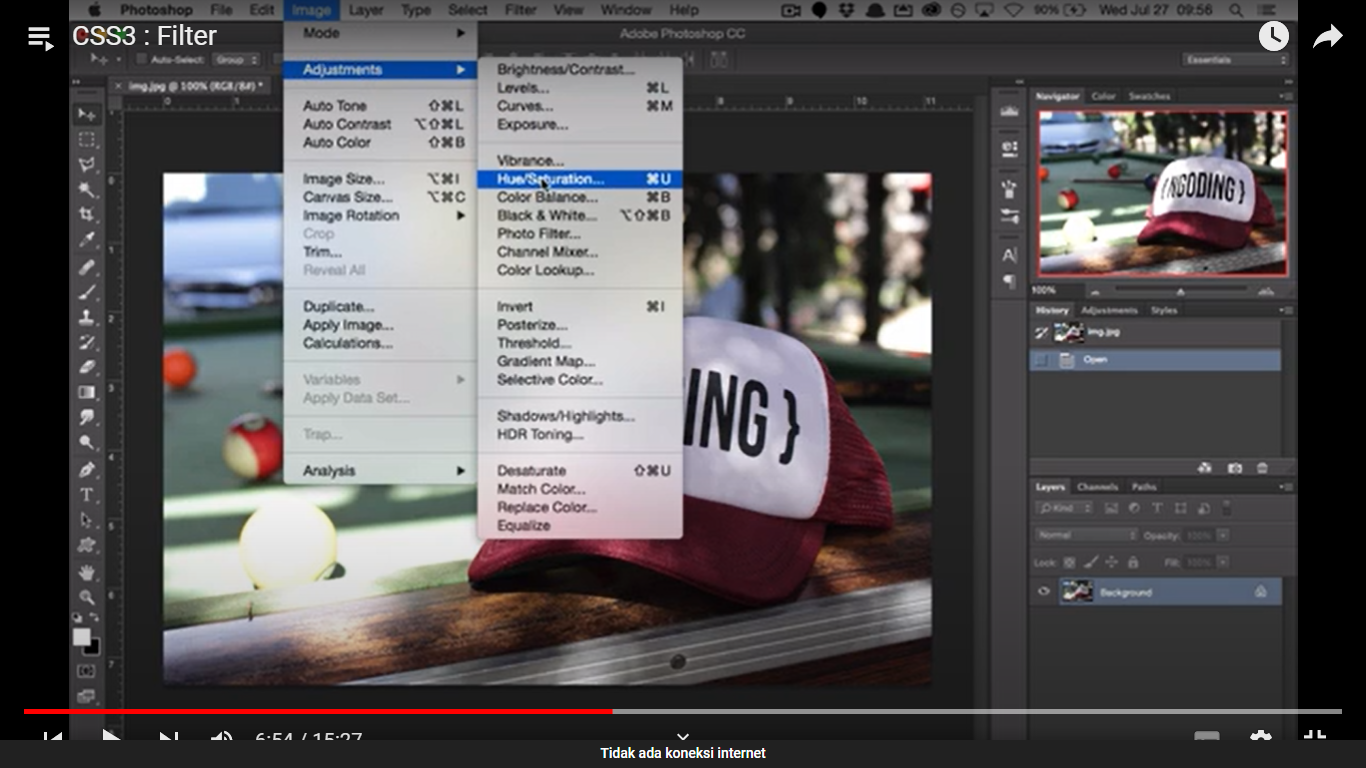 Photoshop File Edit Image Layer Type Select Filter View Window Help 90% Wed Jul 27 09:56
CSS3 : Filter
Adobe Photoshop CC
Auto-Select: Group
Essentials
img.jpg @ 100% (RGB/8#) *
Mode
Adjustments
Auto Tone ⇧⌘L
Auto Contrast ⌥⇧⌘L
Auto Color ⇧⌘B
Image Size... ⌥⌘I
Canvas Size... ⌥⌘C
Image Rotation
Crop
Trim...
Reveal All
Duplicate...
Apply Image...
Calculations...
Variables
Apply Data Set...
Trap...
Analysis
Brightness/Contrast...
Levels... ⌘L
Curves... ⌘M
Exposure...
Vibrance...
Hue/Saturation... ⌘U
Color Balance... ⌘B
Black & White... ⌥⇧⌘B
Photo Filter...
Channel Mixer...
Color Lookup...
Invert ⌘I
Posterize...
Threshold...
Gradient Map...
Selective Color...
Shadows/Highlights...
HDR Toning...
Desaturate ⇧⌘U
Match Color...
Replace Color...
Equalize
DING }
Navigator Color Swatches
{ NGODING }
100%
History Adjustments Styles
img.jpg
Open
Layers Channels Paths
Kind
Normal Opacity: 100%
Lock: Fill: 100%
Background
6:54 / 15:27
Tidak ada koneksi internet